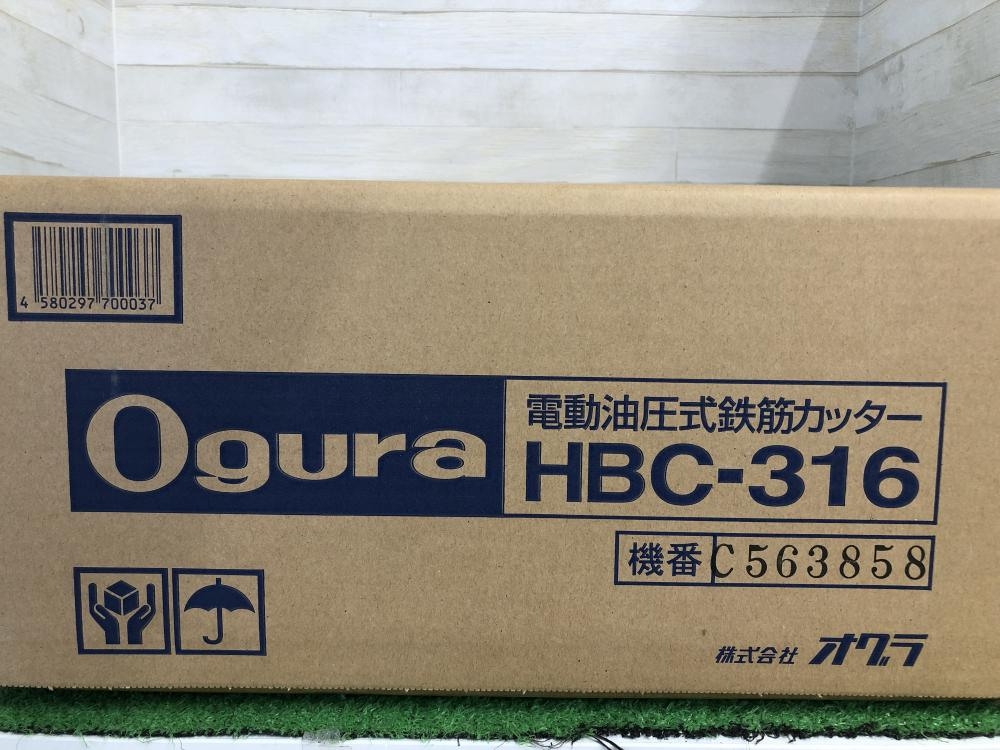 4 580297 700037
Ogura
電動油圧式鉄筋カッター
HBC-316
機番 C563858
株式会社 オグラ